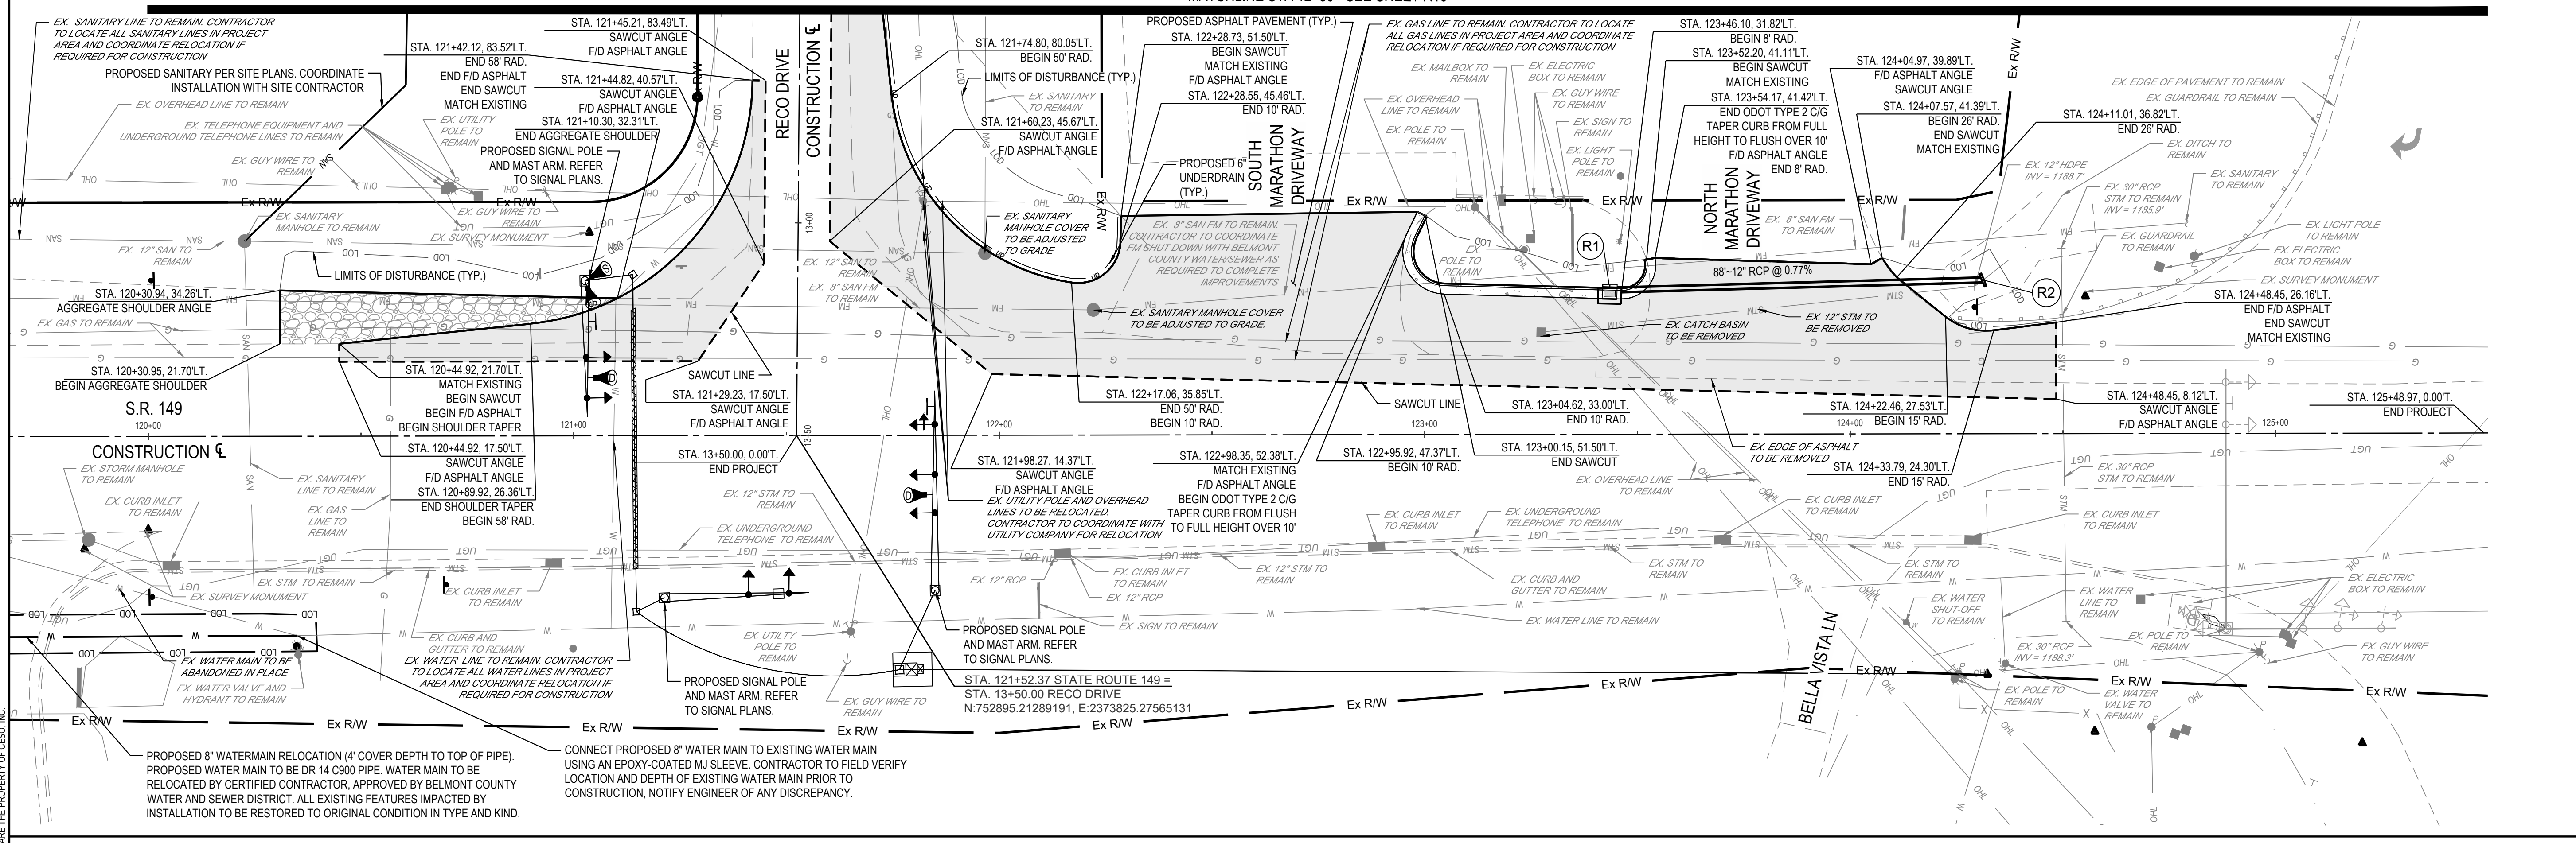 MATCHLINE STA 12+50 - SEE SHEET R.10
EX. SANITARY LINE TO REMAIN. CONTRACTOR
TO LOCATE ALL SANITARY LINES IN PROJECT
AREA AND COORDINATE RELOCATION IF
REQUIRED FOR CONSTRUCTION
PROPOSED SANITARY PER SITE PLANS. COORDINATE
INSTALLATION WITH SITE CONTRACTOR
EX. OVERHEAD LINE TO REMAIN
EX. TELEPHONE EQUIPMENT AND
UNDERGROUND TELEPHONE LINES TO REMAIN
EX. GUY WIRE TO
REMAIN
EX. UTILITY
POLE TO
REMAIN
STA. 121+45.21, 83.49'LT.
SAWCUT ANGLE
F/D ASPHALT ANGLE
STA. 121+42.12, 83.52'LT.
END 58' RAD.
END F/D ASPHALT
END SAWCUT
MATCH EXISTING
STA. 121+44.82, 40.57'LT.
SAWCUT ANGLE
F/D ASPHALT ANGLE
STA. 121+10.30, 32.31'LT.
END AGGREGATE SHOULDER
PROPOSED SIGNAL POLE
AND MAST ARM. REFER
TO SIGNAL PLANS.
EX. GUY WIRE TO
REMAIN
EX. SURVEY MONUMENT
EX. SANITARY
MANHOLE TO REMAIN
EX. 12" SAN TO
REMAIN
LIMITS OF DISTURBANCE (TYP.)
STA. 120+30.94, 34.26'LT.
AGGREGATE SHOULDER ANGLE
EX. GAS TO REMAIN
STA. 120+30.95, 21.70'LT.
BEGIN AGGREGATE SHOULDER
S.R. 149
120+00
CONSTRUCTION ℄
STA. 120+44.92, 21.70'LT.
MATCH EXISTING
BEGIN SAWCUT
BEGIN F/D ASPHALT
BEGIN SHOULDER TAPER
STA. 120+44.92, 17.50'LT.
SAWCUT ANGLE
F/D ASPHALT ANGLE
STA. 120+89.92, 26.36'LT.
END SHOULDER TAPER
BEGIN 58' RAD.
121+00
RECO DRIVE
CONSTRUCTION ℄
13+00
13+50
SAWCUT LINE
STA. 121+29.23, 17.50'LT.
SAWCUT ANGLE
F/D ASPHALT ANGLE
STA. 13+50.00, 0.00'T.
END PROJECT
STA. 121+74.80, 80.05'LT.
BEGIN 50' RAD.
LIMITS OF DISTURBANCE (TYP.)
EX. SANITARY
TO REMAIN
STA. 121+60.23, 45.67'LT.
SAWCUT ANGLE
F/D ASPHALT ANGLE
PROPOSED ASPHALT PAVEMENT (TYP.)
STA. 122+28.73, 51.50'LT.
BEGIN SAWCUT
MATCH EXISTING
F/D ASPHALT ANGLE
STA. 122+28.55, 45.46'LT.
END 10' RAD.
PROPOSED 6"
UNDERDRAIN
(TYP.)
SOUTH
MARATHON
DRIVEWAY
EX. SANITARY
MANHOLE COVER
TO BE ADJUSTED
TO GRADE
EX. 12" SAN TO
REMAIN
EX. 8" SAN FM
TO REMAIN
EX. 8" SAN FM TO REMAIN
CONTRACTOR TO COORDINATE
FM SHUT DOWN WITH BELMONT
COUNTY WATER/SEWER AS
REQUIRED TO COMPLETE
IMPROVEMENTS
EX. SANITARY MANHOLE COVER
TO BE ADJUSTED TO GRADE.
EX. GAS LINE TO REMAIN. CONTRACTOR TO LOCATE
ALL GAS LINES IN PROJECT AREA AND COORDINATE
RELOCATION IF REQUIRED FOR CONSTRUCTION
EX. MAILBOX TO
REMAIN
EX. ELECTRIC
BOX TO REMAIN
EX. OVERHEAD
LINE TO REMAIN
EX. GUY WIRE
TO REMAIN
EX. POLE TO
REMAIN
EX. SIGN TO
REMAIN
EX. LIGHT
POLE TO
REMAIN
EX.
POLE TO
REMAIN
R1
STA. 123+46.10, 31.82'LT.
BEGIN 8' RAD.
STA. 123+52.20, 41.11'LT.
BEGIN SAWCUT
MATCH EXISTING
STA. 123+54.17, 41.42'LT.
END ODOT TYPE 2 C/G
TAPER CURB FROM FULL
HEIGHT TO FLUSH OVER 10'
F/D ASPHALT ANGLE
END 8' RAD.
NORTH
MARATHON
DRIVEWAY
STA. 124+04.97, 39.89'LT.
F/D ASPHALT ANGLE
SAWCUT ANGLE
STA. 124+07.57, 41.39'LT.
BEGIN 26' RAD.
END SAWCUT
MATCH EXISTING
STA. 124+11.01, 36.82'LT.
END 26' RAD.
EX. 8" SAN FM
TO REMAIN
88'~12" RCP @ 0.77%
EX. EDGE OF PAVEMENT TO REMAIN
EX. GUARDRAIL TO REMAIN
EX. DITCH TO
REMAIN
EX. 12" HDPE
INV = 1188.7'
EX. 30" RCP
STM TO REMAIN
INV = 1185.9'
EX. SANITARY
TO REMAIN
EX. LIGHT POLE
TO REMAIN
EX. GUARDRAIL
TO REMAIN
EX. ELECTRIC
BOX TO REMAIN
EX. SURVEY MONUMENT
R2
STA. 124+48.45, 26.16'LT.
END F/D ASPHALT
END SAWCUT
MATCH EXISTING
EX. 12" STM TO
BE REMOVED
EX. CATCH BASIN
TO BE REMOVED
STA. 122+17.06, 35.85'LT.
END 50' RAD.
BEGIN 10' RAD.
SAWCUT LINE
STA. 123+04.62, 33.00'LT.
END 10' RAD.
STA. 124+22.46, 27.53'LT.
BEGIN 15' RAD.
STA. 124+48.45, 8.12'LT.
SAWCUT ANGLE
F/D ASPHALT ANGLE
STA. 125+48.97, 0.00'T.
END PROJECT
122+00
123+00
124+00
125+00
STA. 121+98.27, 14.37'LT.
SAWCUT ANGLE
F/D ASPHALT ANGLE
EX. UTILITY POLE AND OVERHEAD
LINES TO BE RELOCATED.
CONTRACTOR TO COORDINATE WITH
UTILITY COMPANY FOR RELOCATION
STA. 122+98.35, 52.38'LT.
MATCH EXISTING
F/D ASPHALT ANGLE
BEGIN ODOT TYPE 2 C/G
TAPER CURB FROM FLUSH
TO FULL HEIGHT OVER 10'
STA. 122+95.92, 47.37'LT.
BEGIN 10' RAD.
STA. 123+00.15, 51.50'LT.
END SAWCUT
EX. EDGE OF ASPHALT
TO BE REMOVED
STA. 124+33.79, 24.30'LT.
END 15' RAD.
EX. OVERHEAD LINE
TO REMAIN
EX. 30" RCP
STM TO REMAIN
EX. STORM MANHOLE
TO REMAIN
EX. CURB INLET
TO REMAIN
EX. SANITARY
LINE TO REMAIN
EX. GAS
LINE TO
REMAIN
EX. STM TO REMAIN
EX. SURVEY MONUMENT
EX. CURB INLET
TO REMAIN
EX. CURB AND
GUTTER TO REMAIN
EX. 12" STM TO
REMAIN
EX. UNDERGROUND
TELEPHONE TO REMAIN
EX. UTILTY
POLE TO
REMAIN
EX. GUY WIRE TO
REMAIN
EX. 12" RCP
EX. CURB INLET
TO REMAIN
EX. 12" RCP
EX. SIGN TO REMAIN
EX. 12" STM TO
REMAIN
EX. CURB INLET
TO REMAIN
EX. UNDERGROUND
TELEPHONE TO REMAIN
EX. CURB AND
GUTTER TO REMAIN
EX. WATER LINE TO REMAIN
EX. STM TO
REMAIN
EX. CURB INLET
TO REMAIN
EX. STM TO
REMAIN
EX. CURB INLET
TO REMAIN
EX. WATER
SHUT-OFF
TO REMAIN
EX. WATER
LINE TO
REMAIN
EX. ELECTRIC
BOX TO REMAIN
EX. POLE TO
REMAIN
EX. GUY WIRE
TO REMAIN
EX. 30" RCP
INV = 1188.3'
EX. POLE TO
REMAIN
EX. WATER
VALVE TO
REMAIN
BELLA VISTA LN
EX. WATER MAIN TO BE
ABANDONED IN PLACE
EX. WATER VALVE AND
HYDRANT TO REMAIN
EX. WATER LINE TO REMAIN. CONTRACTOR
TO LOCATE ALL WATER LINES IN PROJECT
AREA AND COORDINATE RELOCATION IF
REQUIRED FOR CONSTRUCTION
PROPOSED SIGNAL POLE
AND MAST ARM. REFER
TO SIGNAL PLANS.
PROPOSED SIGNAL POLE
AND MAST ARM. REFER
TO SIGNAL PLANS.
STA. 121+52.37 STATE ROUTE 149 =
STA. 13+50.00 RECO DRIVE
N:752895.21289191, E:2373825.27565131
Ex R/W
PROPOSED 8" WATERMAIN RELOCATION (4' COVER DEPTH TO TOP OF PIPE).
PROPOSED WATER MAIN TO BE DR 14 C900 PIPE. WATER MAIN TO BE
RELOCATED BY CERTIFIED CONTRACTOR, APPROVED BY BELMONT COUNTY
WATER AND SEWER DISTRICT. ALL EXISTING FEATURES IMPACTED BY
INSTALLATION TO BE RESTORED TO ORIGINAL CONDITION IN TYPE AND KIND.
CONNECT PROPOSED 8" WATER MAIN TO EXISTING WATER MAIN
USING AN EPOXY-COATED MJ SLEEVE. CONTRACTOR TO FIELD VERIFY
LOCATION AND DEPTH OF EXISTING WATER MAIN PRIOR TO
CONSTRUCTION, NOTIFY ENGINEER OF ANY DISCREPANCY.
ARE THE PROPERTY OF CESO, INC.